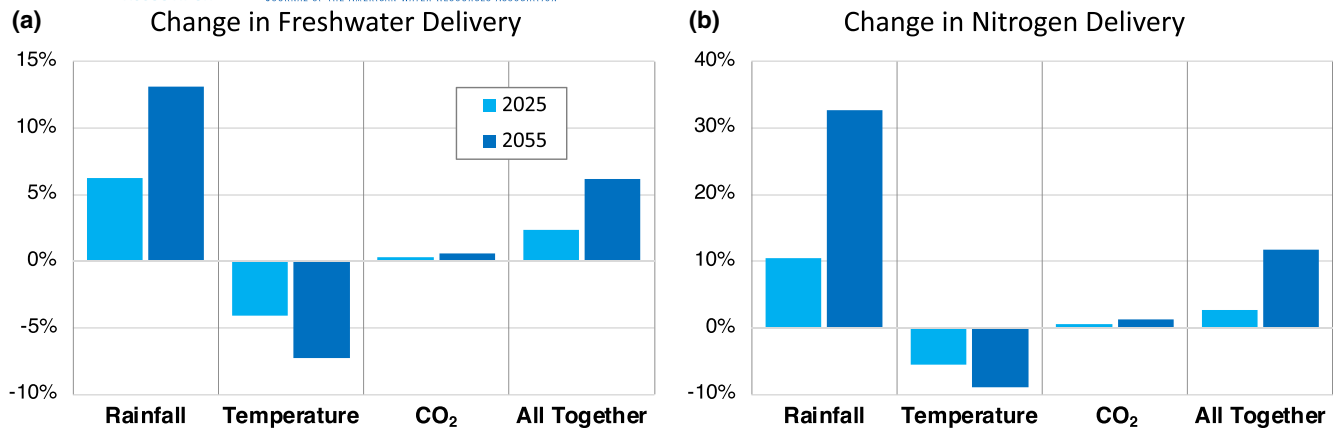 (a)
Change in Freshwater Delivery
15%
10%
5%
0%
-5%
-10%
2025
2055
Rainfall
Temperature
CO₂
All Together
(b)
Change in Nitrogen Delivery
40%
30%
20%
10%
0%
-10%
Rainfall
Temperature
CO₂
All Together